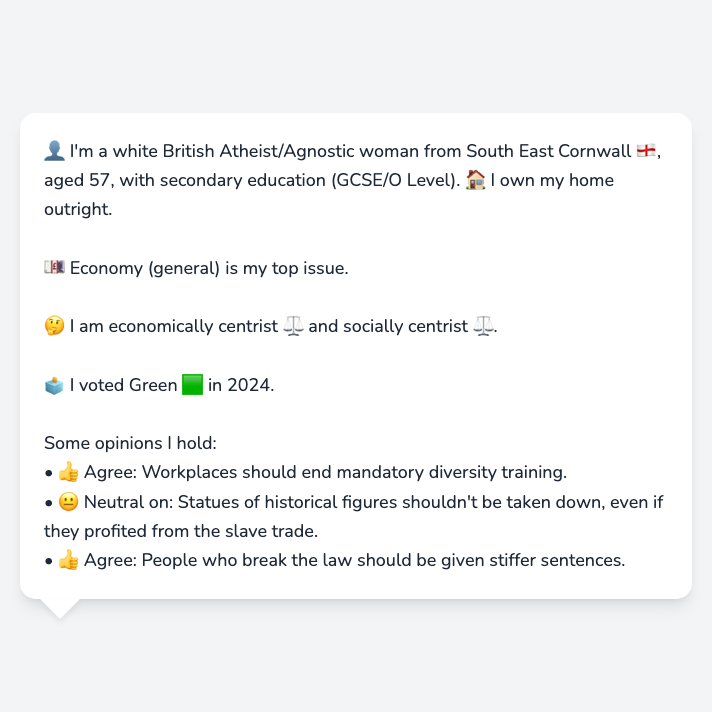 👤 I'm a white British Atheist/Agnostic woman from South East Cornwall 🏴󠁧󠁢󠁥󠁮󠁧󠁿,
aged 57, with secondary education (GCSE/O Level). 🏠 I own my home
outright.
💷 Economy (general) is my top issue.
🤔 I am economically centrist ⚖️ and socially centrist ⚖️.
🗳️ I voted Green 🟩 in 2024.
Some opinions I hold:
• 👍 Agree: Workplaces should end mandatory diversity training.
• 😐 Neutral on: Statues of historical figures shouldn't be taken down, even if
they profited from the slave trade.
• 👍 Agree: People who break the law should be given stiffer sentences.